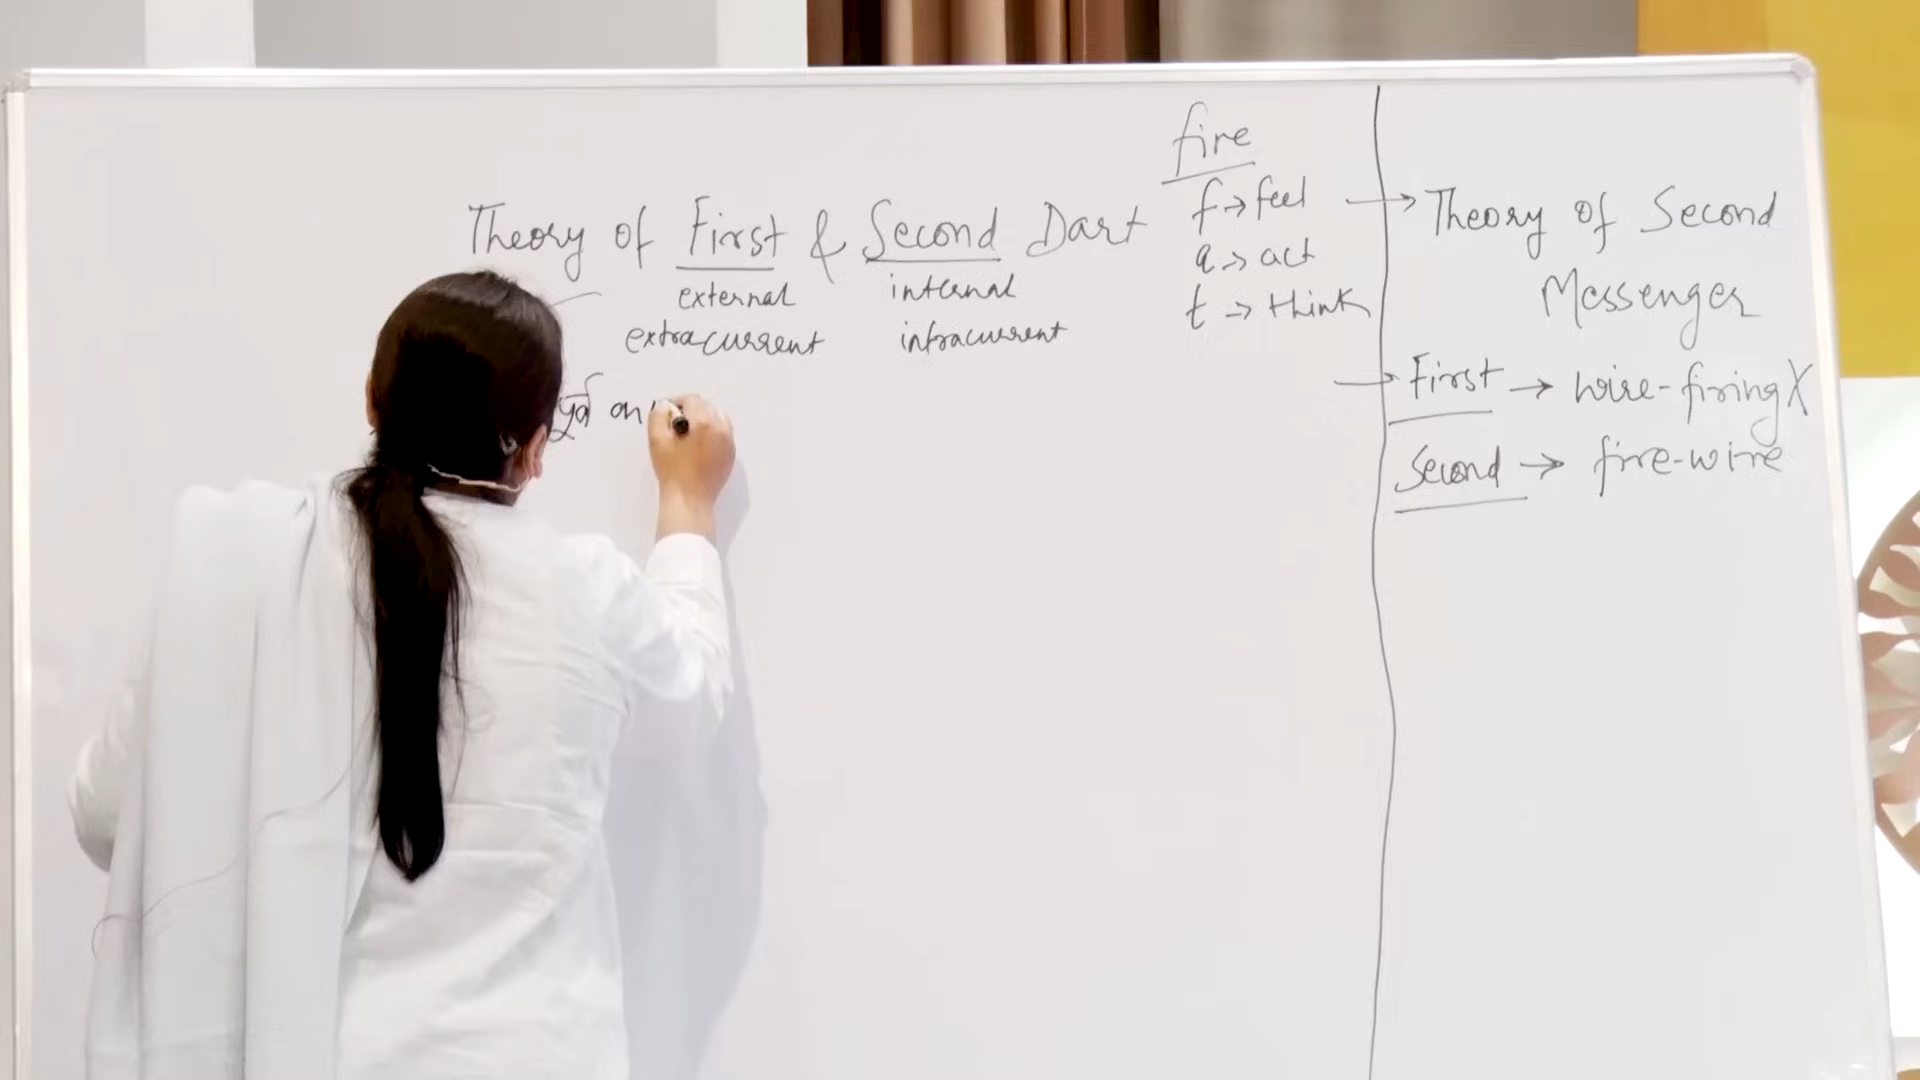 Theory of First & Second Dart
external internal
extracurrent intracurrent
पूर्व
fire
f → feel
a → act
t → think
→ Theory of Second
Messenger
→ First → wire-firing X
Second → fire-wire